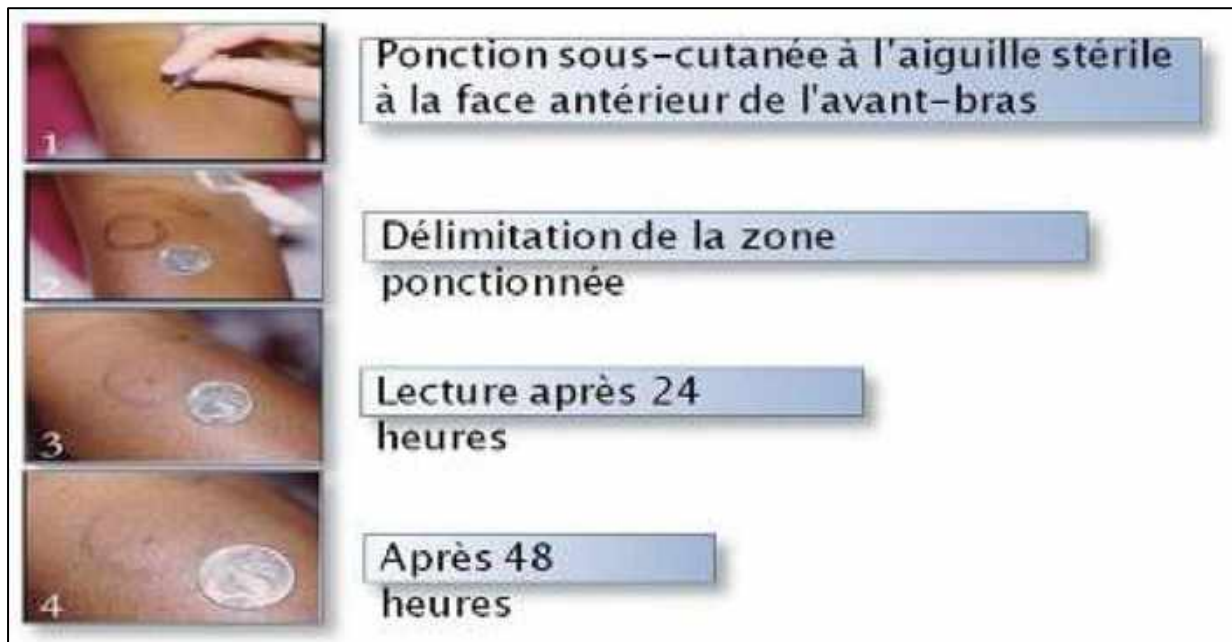 1
Ponction sous-cutanée à l'aiguille stérile
à la face antérieur de l'avant-bras
2
Délimitation de la zone
ponctionnée
3
Lecture après 24
heures
4
Après 48
heures